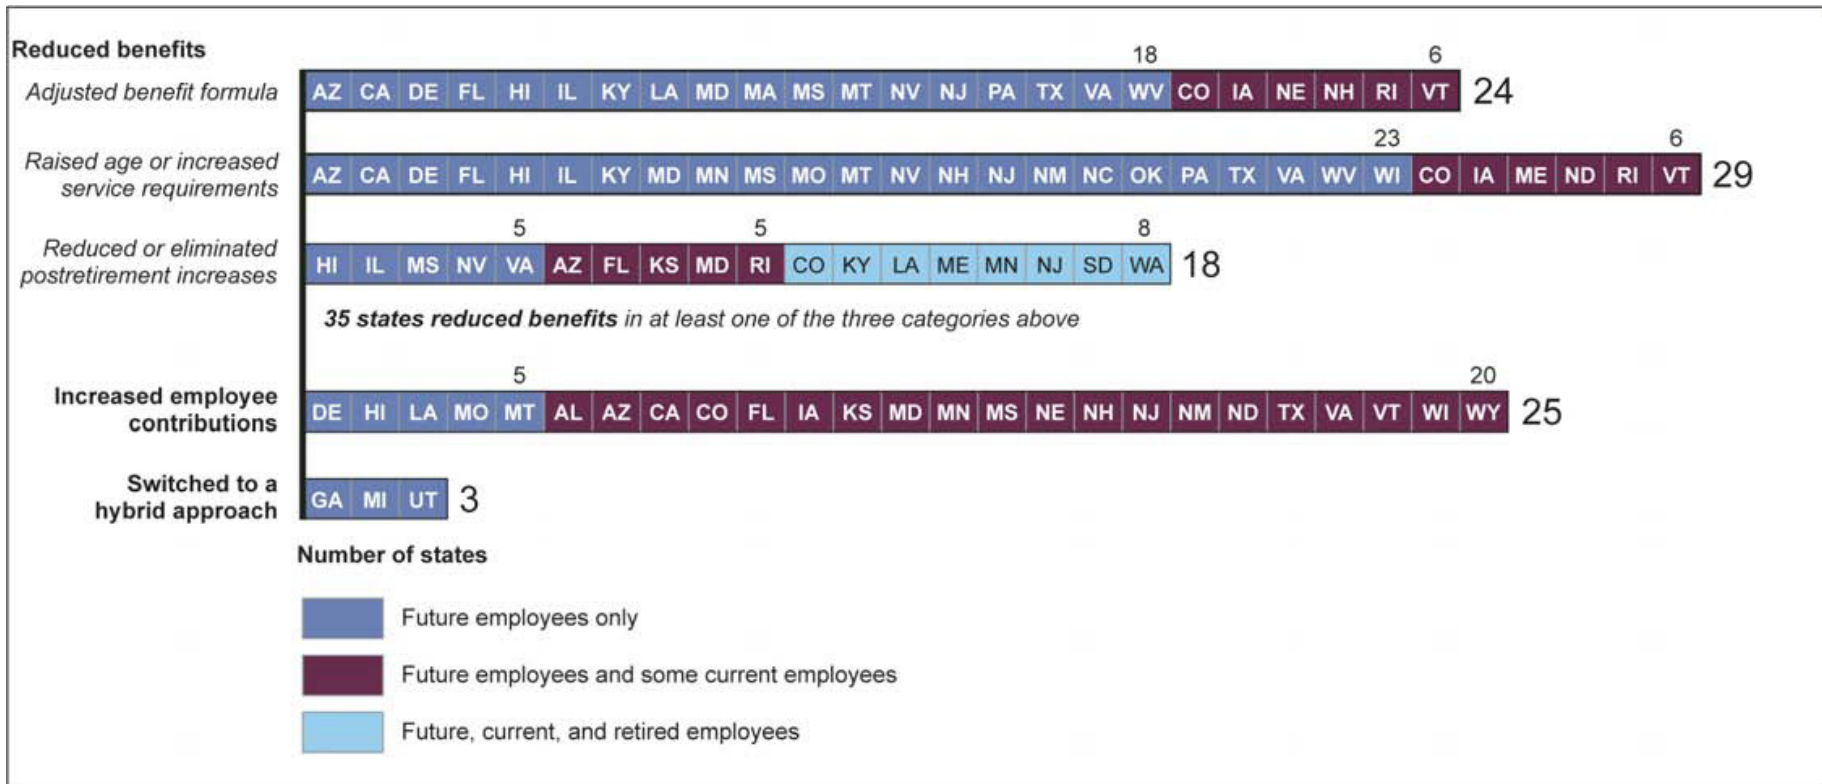 Reduced benefits
18 6
Adjusted benefit formula AZ CA DE FL HI IL KY LA MD MA MS MT NV NJ PA TX VA WV CO IA NE NH RI VT 24
23 6
Raised age or increased
service requirements AZ CA DE FL HI IL KY MD MN MS MO MT NV NH NJ NM NC OK PA TX VA WV WI CO IA ME ND RI VT 29
5 5 8
Reduced or eliminated
postretirement increases HI IL MS NV VA AZ FL KS MD RI CO KY LA ME MN NJ SD WA 18
35 states reduced benefits in at least one of the three categories above
5 20
Increased employee
contributions DE HI LA MO MT AL AZ CA CO FL IA KS MD MN MS NE NH NJ NM ND TX VA VT WI WY 25
Switched to a
hybrid approach GA MI UT 3
Number of states
Future employees only
Future employees and some current employees
Future, current, and retired employees